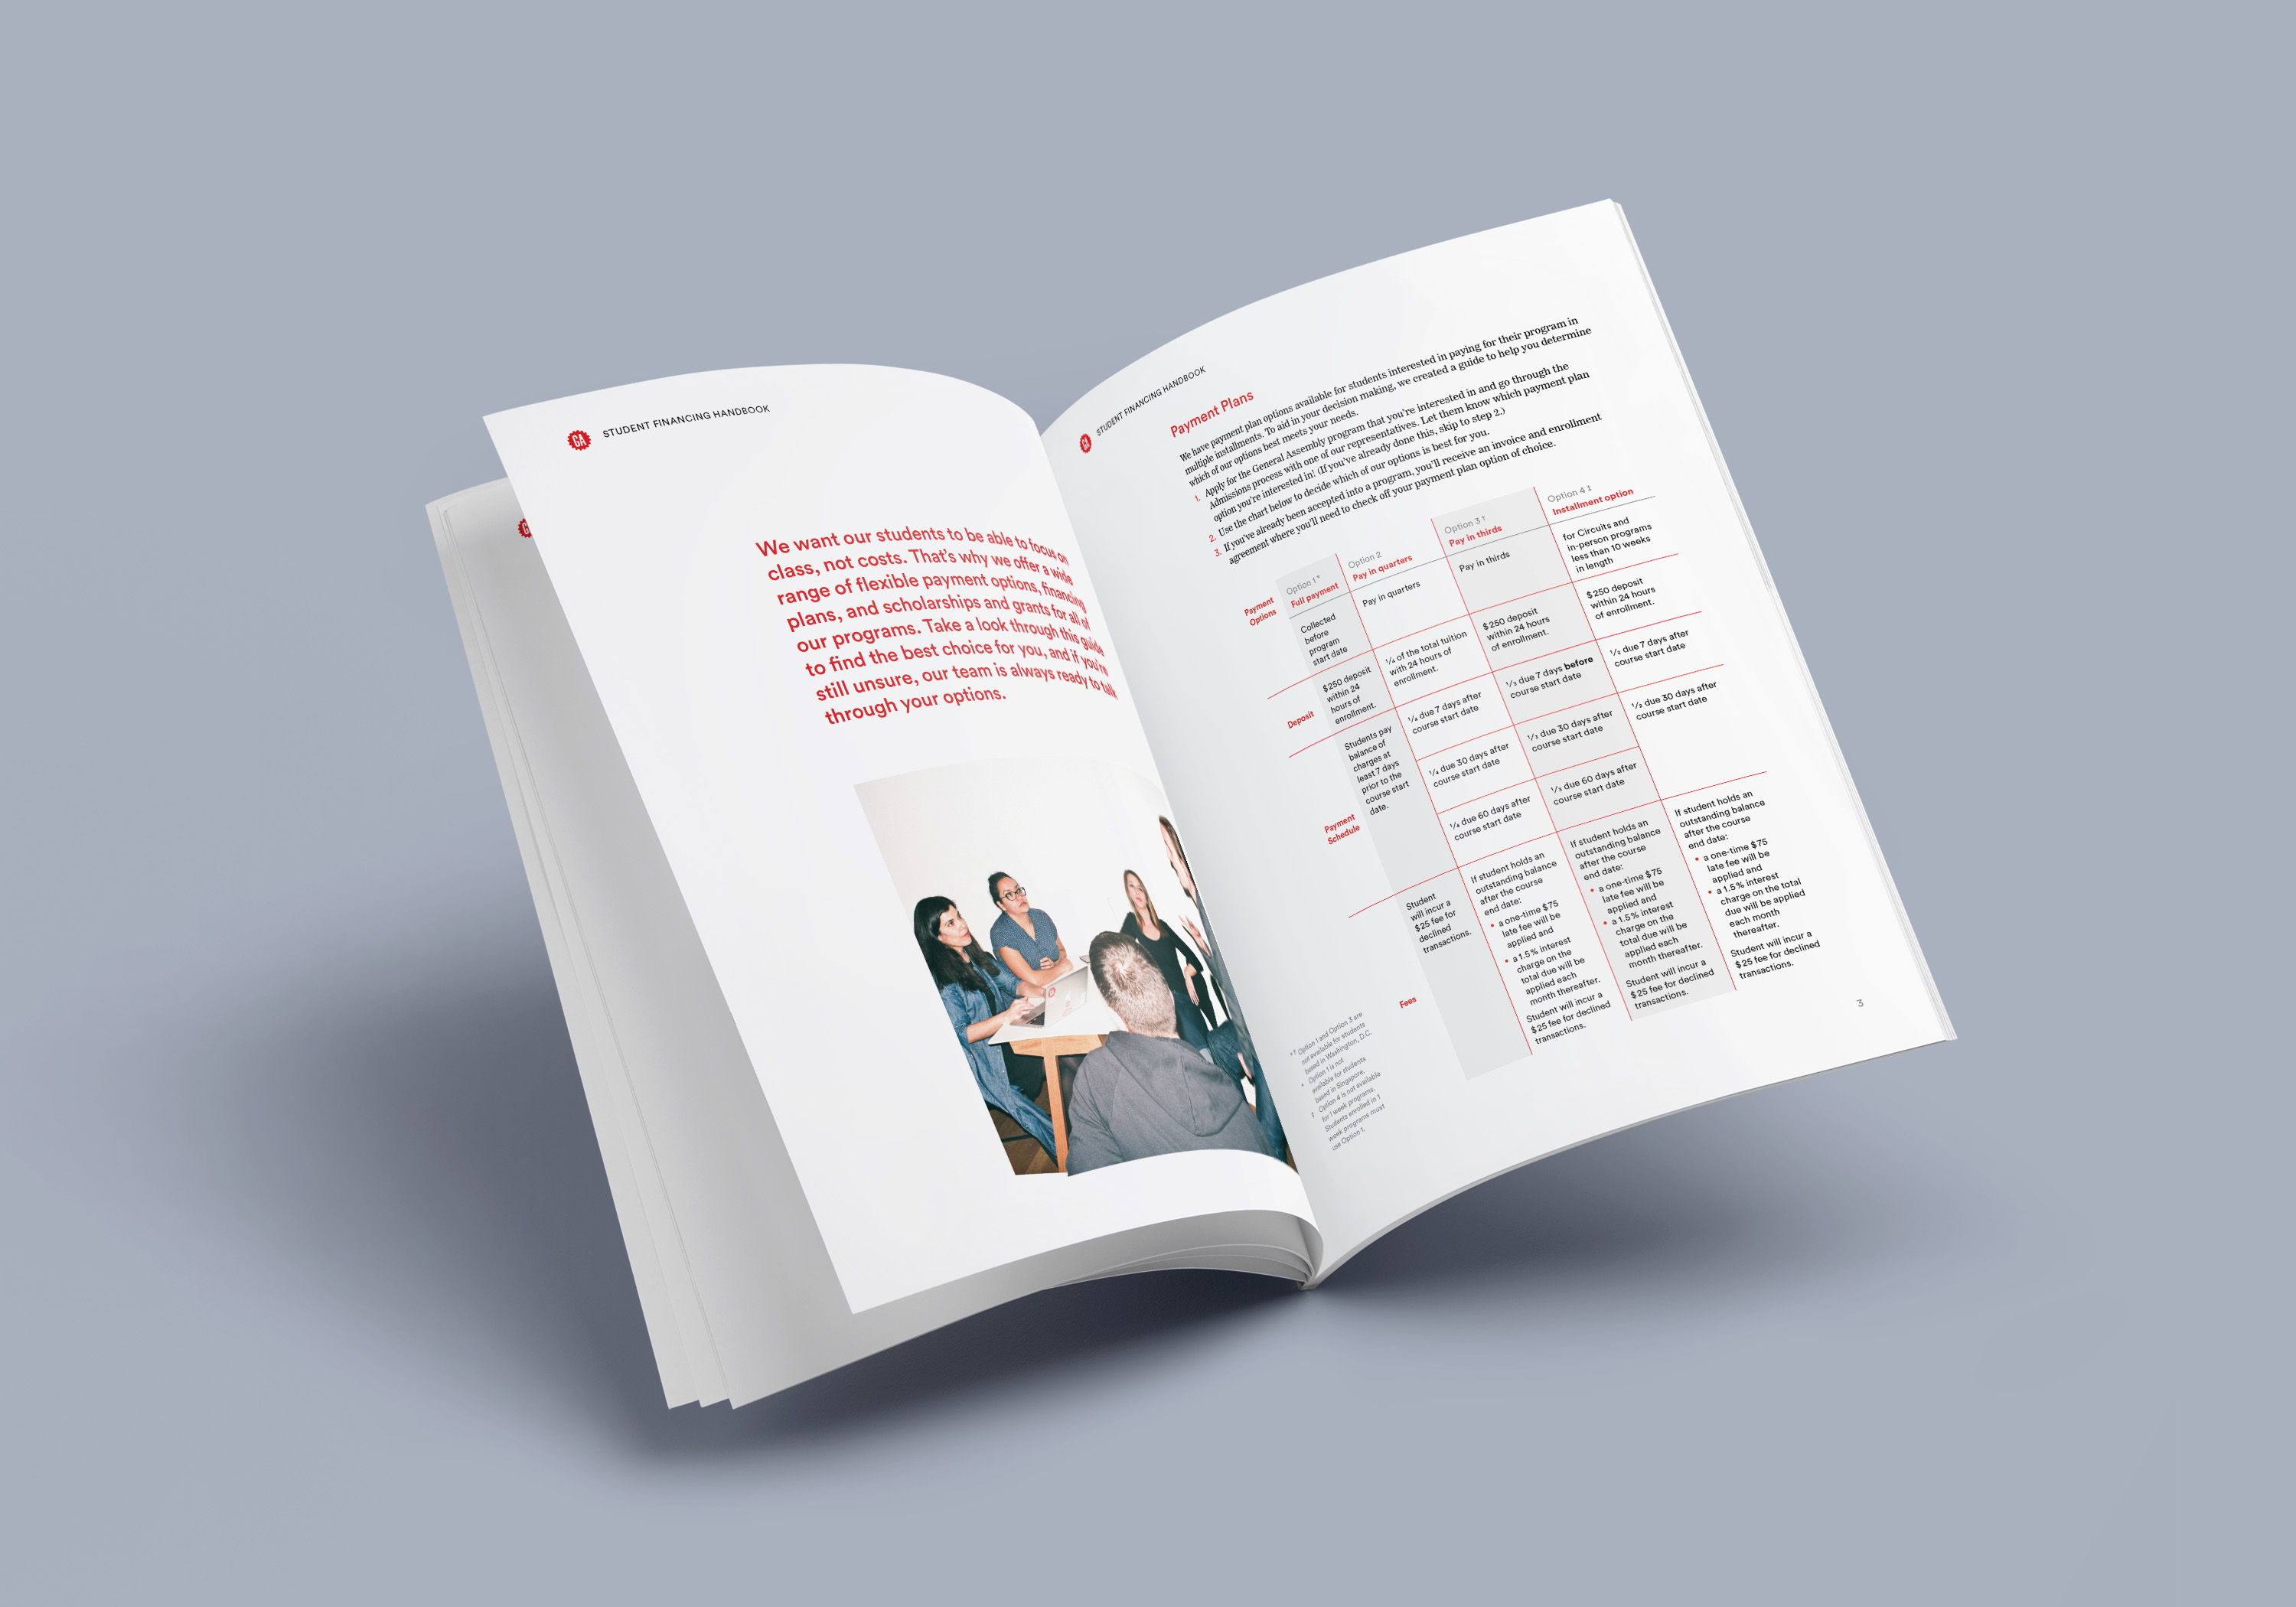 GA
STUDENT FINANCING HANDBOOK
We want our students to be able to focus on
class, not costs. That's why we offer a wide
range of flexible payment options, financing
plans, and scholarships and grants for all of
our programs. Take a look through this guide
to find the best choice for you, and if you're
still unsure, our team is always ready to talk
through your options.
GA
STUDENT FINANCING HANDBOOK
Payment Plans
We have payment plan options available for students interested in paying for their program in
multiple installments. To aid in your decision making, we created a guide to help you determine
which of our options best meets your needs.
1. Apply for the General Assembly program that you're interested in and go through the
Admissions process with one of our representatives. Let them know which payment plan
option you're interested in! (If you've already done this, skip to step 2.)
2. Use the chart below to decide which of our options is best for you.
3. If you've already been accepted into a program, you'll receive an invoice and enrollment
agreement where you'll need to check off your payment plan option of choice.
Payment
Options
Option 1*
Full payment
Collected
before
program
start date
Option 2
Pay in quarters
Pay in quarters
Option 3†
Pay in thirds
Pay in thirds
Option 4‡
Installment option
for Circuits and
in-person programs
less than 10 weeks
in length
Deposit
$250 deposit
within 24
hours of
enrollment.
1/4 of the total tuition
with 24 hours of
enrollment.
$250 deposit
within 24 hours
of enrollment.
$250 deposit
within 24 hours
of enrollment.
Payment
Schedule
Students pay
balance of
charges at
least 7 days
prior to the
course start
date.
1/4 due 7 days after
course start date
1/4 due 30 days after
course start date
1/4 due 60 days after
course start date
1/3 due 7 days before
course start date
1/3 due 30 days after
course start date
1/3 due 60 days after
course start date
1/2 due 7 days after
course start date
1/2 due 30 days after
course start date
Fees
Student
will incur a
$25 fee for
declined
transactions.
If student holds an
outstanding balance
after the course
end date:
• a one-time $75
late fee will be
applied and
• a 1.5% interest
charge on the
total due will be
applied each
month thereafter.
Student will incur a
$25 fee for declined
transactions.
If student holds an
outstanding balance
after the course
end date:
• a one-time $75
late fee will be
applied and
• a 1.5% interest
charge on the
total due will be
applied each
month thereafter.
Student will incur a
$25 fee for declined
transactions.
If student holds an
outstanding balance
after the course
end date:
• a one-time $75
late fee will be
applied and
• a 1.5% interest
charge on the total
due will be applied
each month
thereafter.
Student will incur a
$25 fee for declined
transactions.
*† Option 1 and Option 3 are
not available for students
based in Washington, D.C.
* Option 1 is not
available for students
based in Singapore.
‡ Option 4 is not available
for 1 week programs.
Students enrolled in 1
week programs must
use Option 1.
3